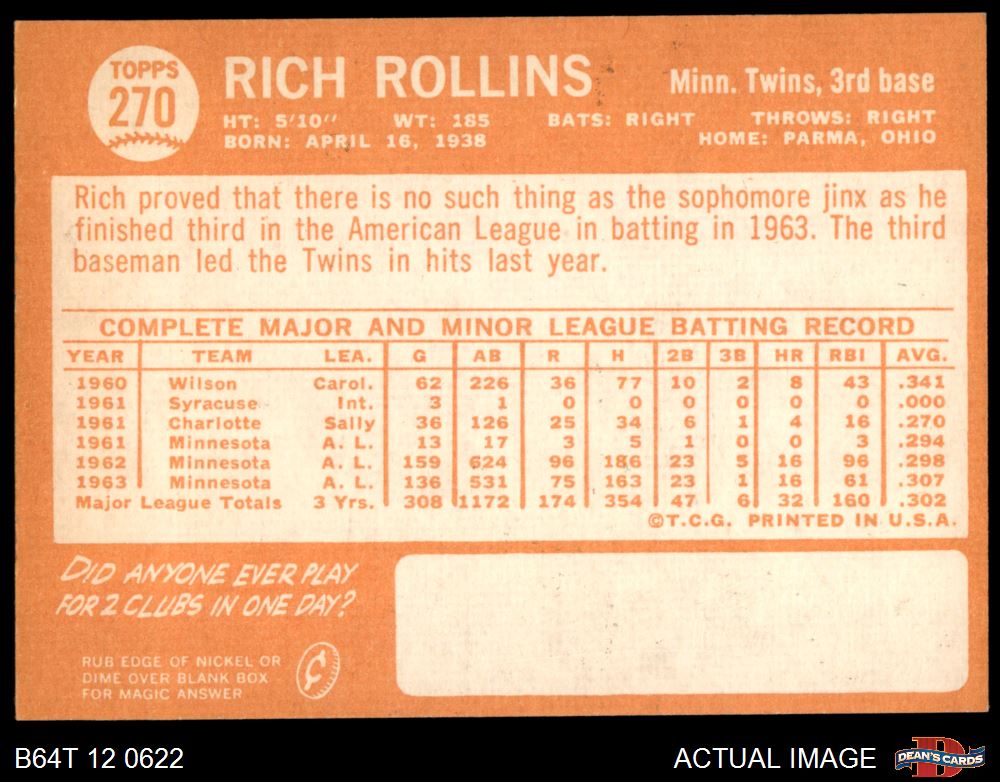 TOPPS
270
RICH ROLLINS
Minn. Twins, 3rd base
HT: 5'10" WT: 185 BATS: RIGHT THROWS: RIGHT
BORN: APRIL 16, 1938 HOME: PARMA, OHIO
Rich proved that there is no such thing as the sophomore jinx as he
finished third in the American League in batting in 1963. The third
baseman led the Twins in hits last year.
COMPLETE MAJOR AND MINOR LEAGUE BATTING RECORD
YEAR TEAM LEA. G AB R H 2B 3B HR RBI AVG.
1960 Wilson Carol. 62 226 36 77 10 2 8 43 .341
1961 Syracuse Int. 3 1 0 0 0 0 0 0 .000
1961 Charlotte Sally 36 126 25 34 6 1 4 16 .270
1961 Minnesota A. L. 13 17 3 5 1 0 0 3 .294
1962 Minnesota A. L. 159 624 96 186 23 5 16 96 .298
1963 Minnesota A. L. 136 531 75 163 23 1 16 61 .307
Major League Totals 3 Yrs. 308 1172 174 354 47 6 32 160 .302
©T.C.G. PRINTED IN U.S.A.
DID ANYONE EVER PLAY
FOR 2 CLUBS IN ONE DAY?
RUB EDGE OF NICKEL OR
DIME OVER BLANK BOX
FOR MAGIC ANSWER
¢
B64T 12 0622
ACTUAL IMAGE
D
DEAN'S CARDS